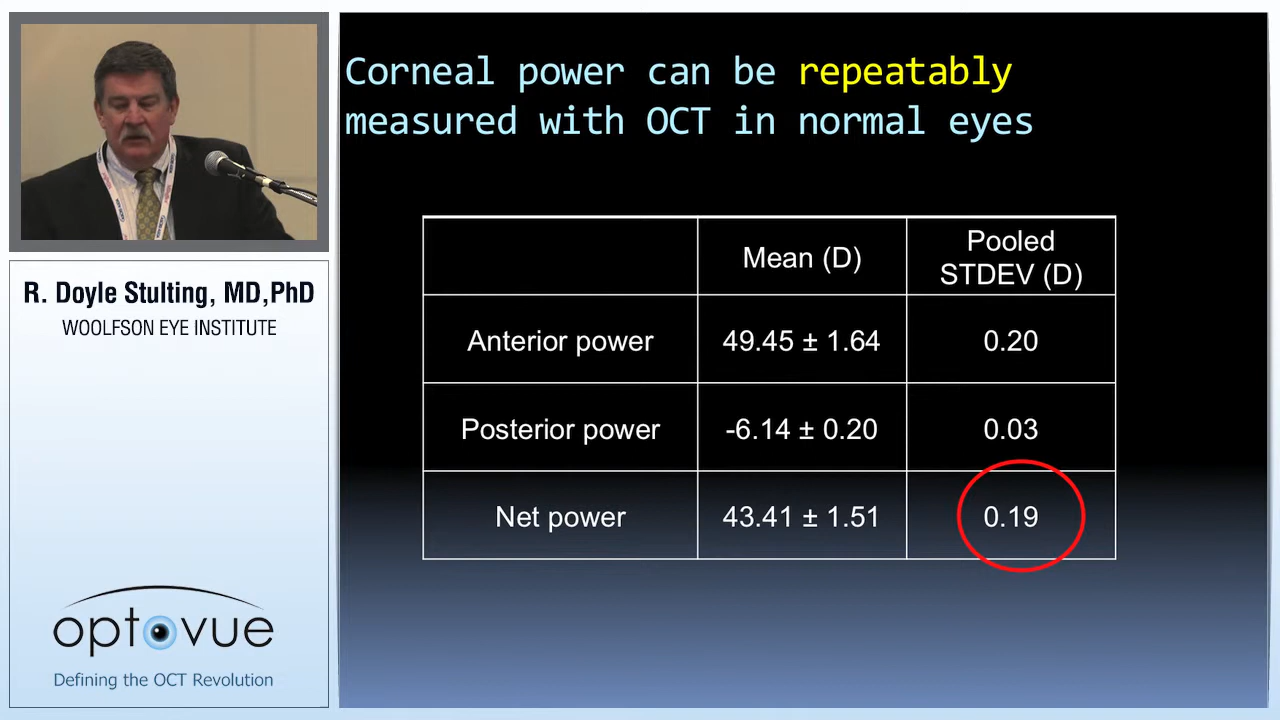 Corneal power can be repeatably
measured with OCT in normal eyes
Mean (D)
Pooled
STDEV (D)
Anterior power 49.45 ± 1.64 0.20
Posterior power -6.14 ± 0.20 0.03
Net power 43.41 ± 1.51 0.19
R. Doyle Stulting, MD,PhD
WOOLFSON EYE INSTITUTE
optovue
Defining the OCT Revolution